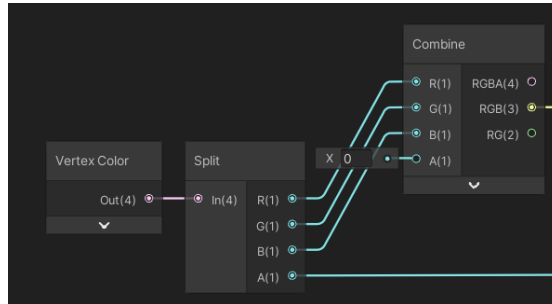 Combine
R(1) RGBA(4)
G(1) RGB(3)
B(1) RG(2)
X 0 A(1)
Vertex Color
Out(4)
Split
In(4) R(1)
G(1)
B(1)
A(1)